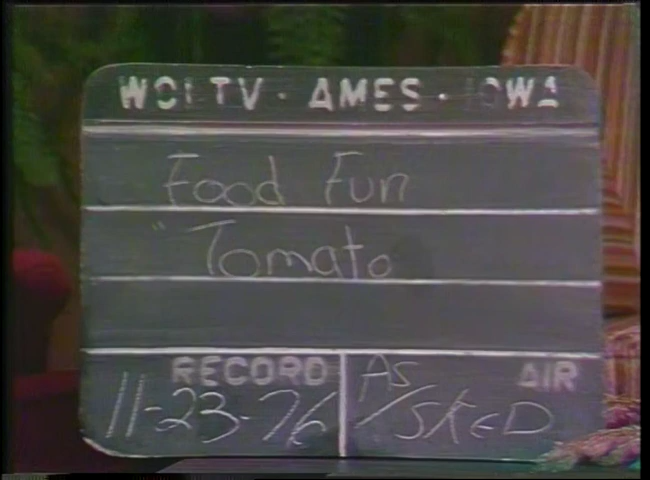 WOI TV · AMES · IOWA
Food Fun
"Tomato
RECORD AIR
11-23-76 AS/SKED